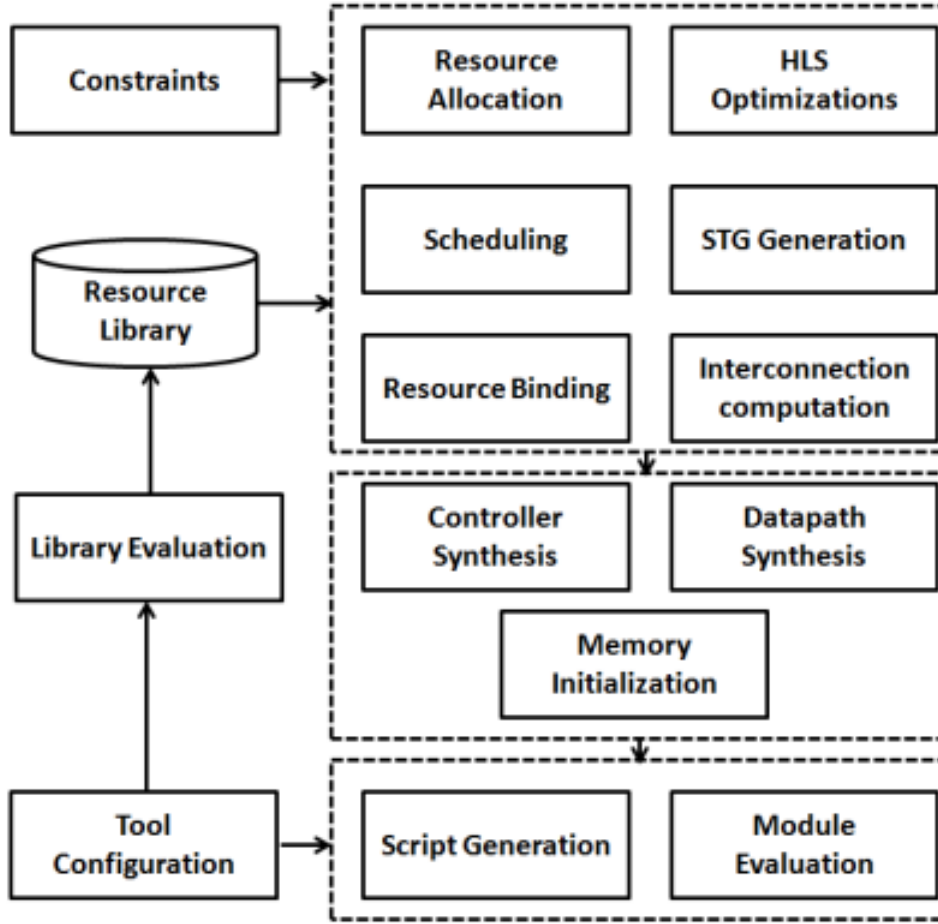 Constraints
Resource
Allocation
HLS
Optimizations
Scheduling
STG Generation
Resource
Library
Resource Binding
Interconnection
computation
Library Evaluation
Controller
Synthesis
Datapath
Synthesis
Memory
Initialization
Tool
Configuration
Script Generation
Module
Evaluation